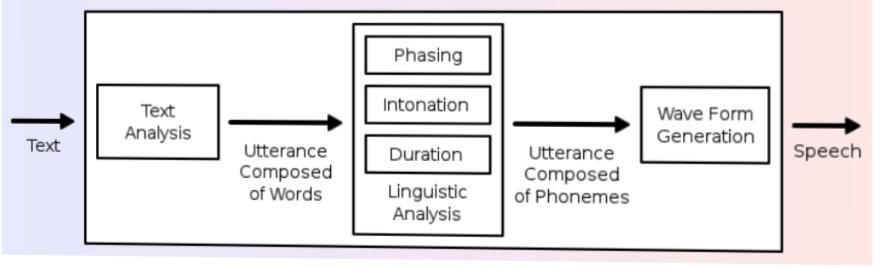 Text
Text
Analysis
Utterance
Composed
of Words
Phasing
Intonation
Duration
Linguistic
Analysis
Utterance
Composed
of Phonemes
Wave Form
Generation
Speech